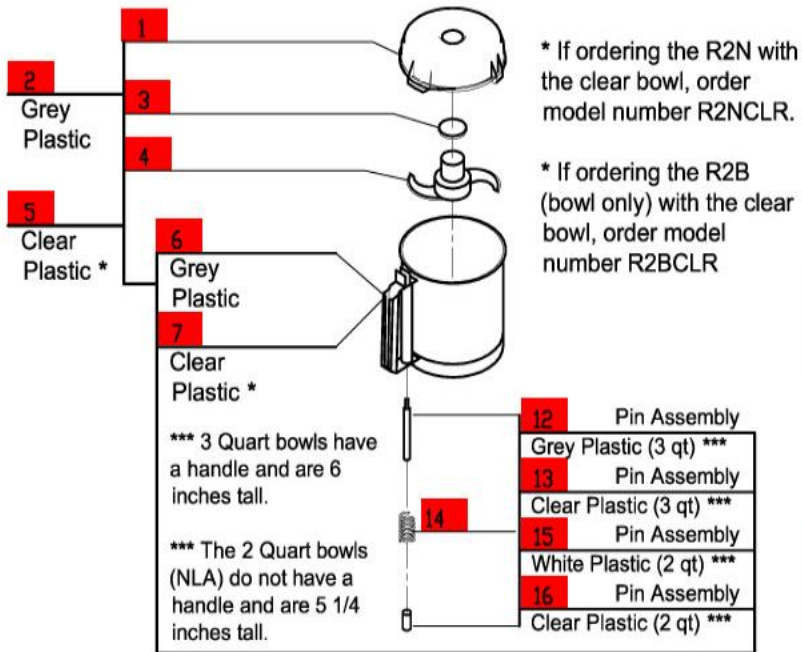 1
2
Grey
Plastic
3
4
5
Clear
Plastic *
6
Grey
Plastic
7
Clear
Plastic *
* If ordering the R2N with
the clear bowl, order
model number R2NCLR.
* If ordering the R2B
(bowl only) with the clear
bowl, order model
number R2BCLR
*** 3 Quart bowls have
a handle and are 6
inches tall.
*** The 2 Quart bowls
(NLA) do not have a
handle and are 5 1/4
inches tall.
12 Pin Assembly
Grey Plastic (3 qt) ***
13 Pin Assembly
Clear Plastic (3 qt) ***
14
15 Pin Assembly
White Plastic (2 qt) ***
16 Pin Assembly
Clear Plastic (2 qt) ***